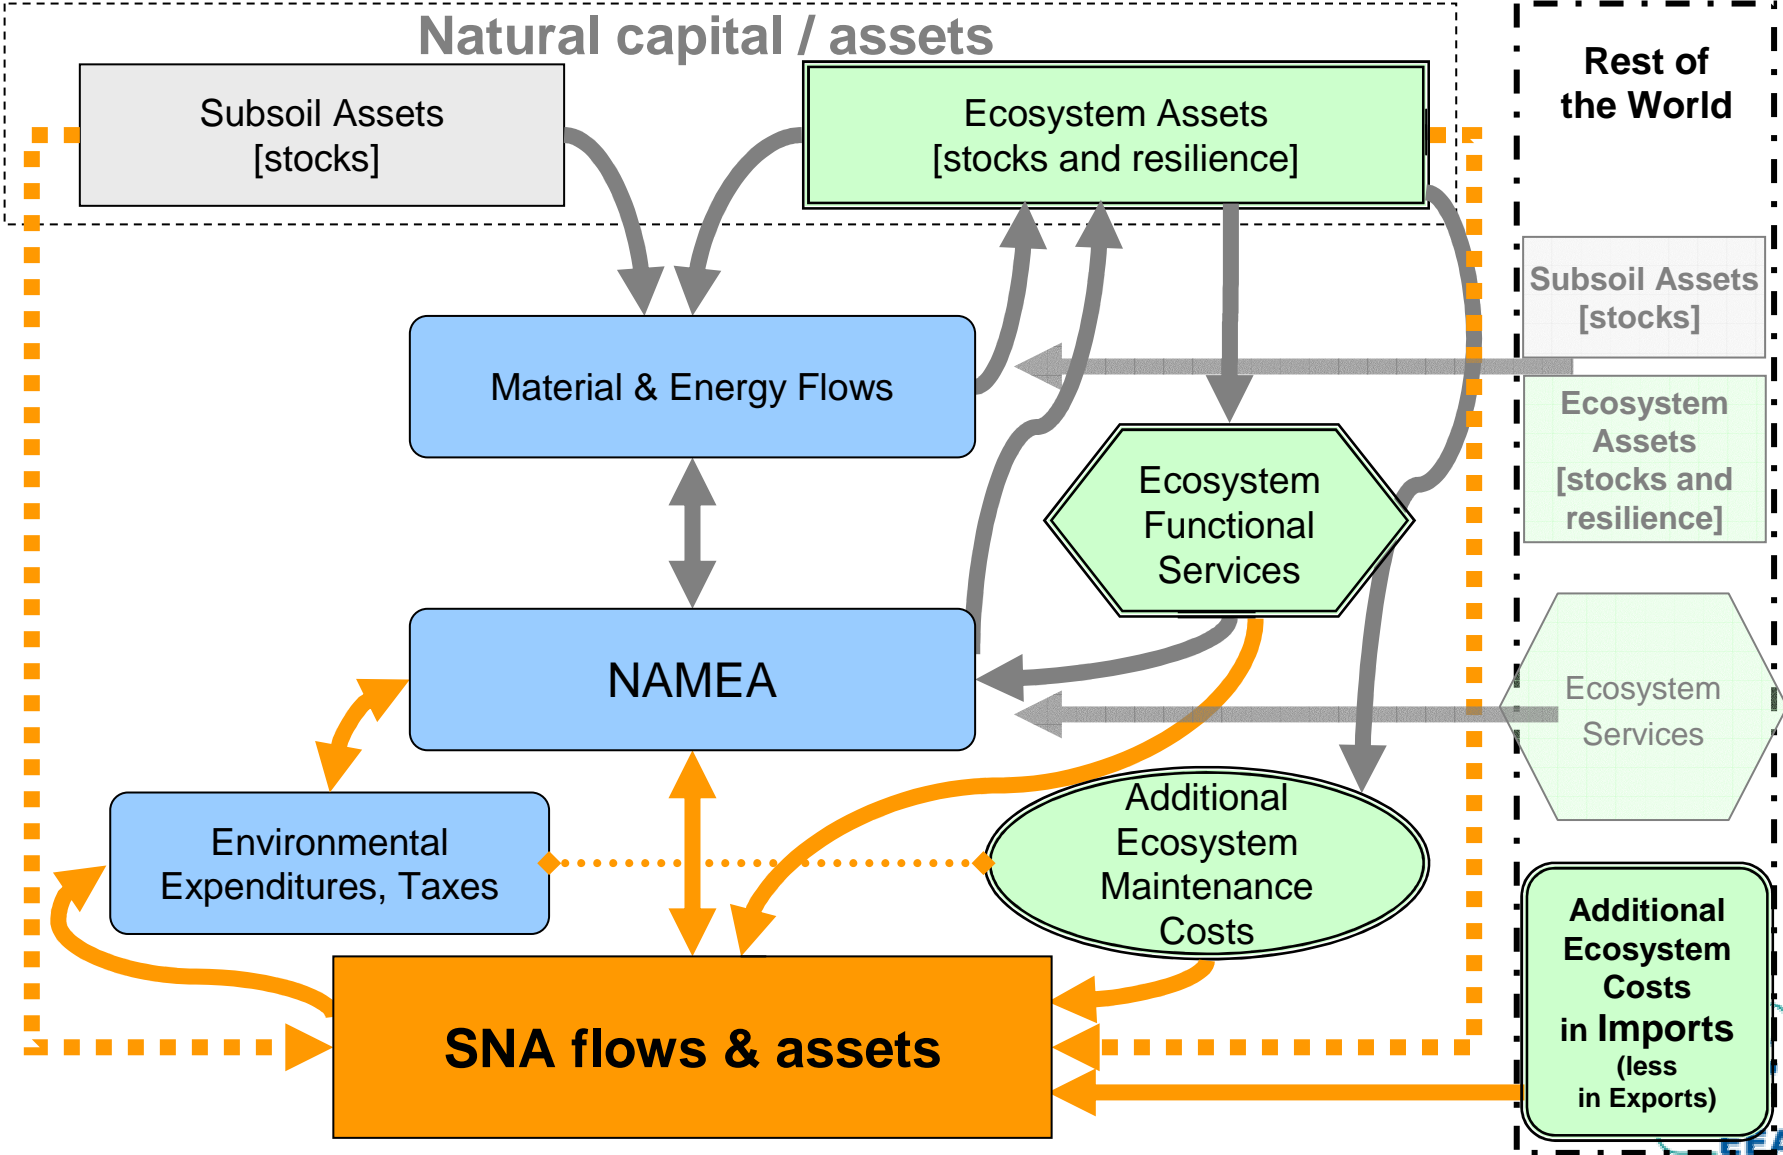 Natural capital / assets
Subsoil Assets
[stocks]
Ecosystem Assets
[stocks and resilience]
Rest of
the World
Subsoil Assets
[stocks]
Material & Energy Flows
Ecosystem
Assets
[stocks and
resilience]
Ecosystem
Functional
Services
NAMEA
Ecosystem
Services
Environmental
Expenditures, Taxes
Additional
Ecosystem
Maintenance
Costs
SNA flows & assets
Additional
Ecosystem
Costs
in Imports
(less
in Exports)